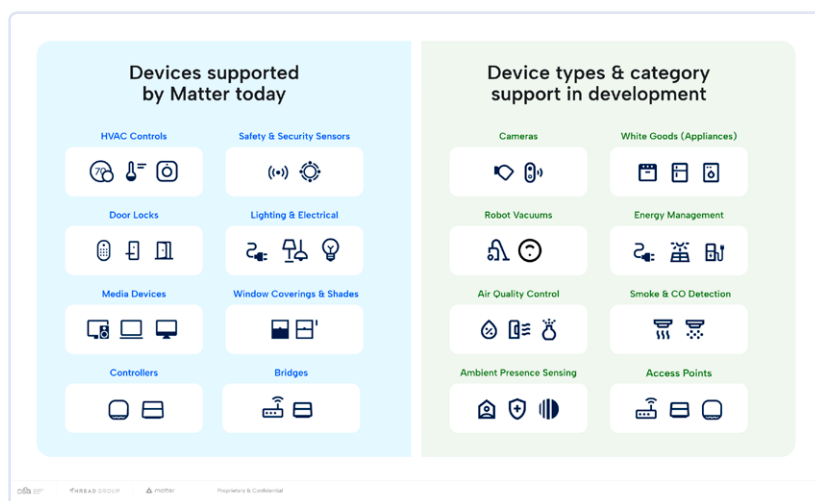 Devices supported
by Matter today
HVAC Controls
Safety & Security Sensors
70
Door Locks
Lighting & Electrical
Media Devices
Window Coverings & Shades
Controllers
Bridges
Device types & category
support in development
Cameras
White Goods (Appliances)
Robot Vacuums
Energy Management
Air Quality Control
Smoke & CO Detection
Ambient Presence Sensing
Access Points
THREAD GROUP
matter
Proprietary & Confidential